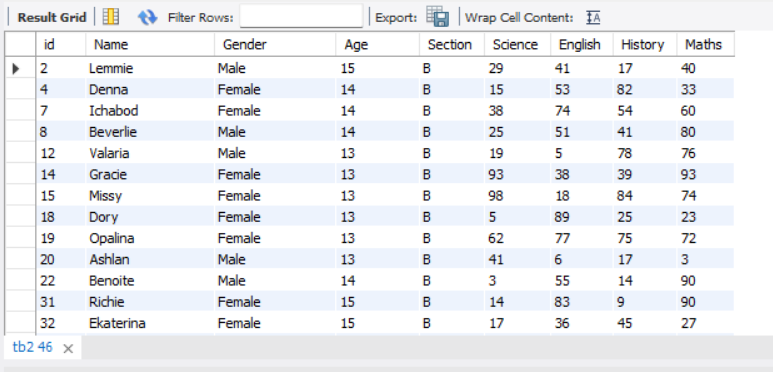 Result Grid Filter Rows: Export: Wrap Cell Content:
id Name Gender Age Section Science English History Maths
2 Lemmie Male 15 B 29 41 17 40
4 Denna Female 14 B 15 53 82 33
7 Ichabod Female 14 B 38 74 54 60
8 Beverlie Male 14 B 25 51 41 80
12 Valaria Male 13 B 19 5 78 76
14 Gracie Female 13 B 93 38 39 93
15 Missy Female 13 B 98 18 84 74
18 Dory Female 13 B 5 89 25 23
19 Opalina Female 13 B 62 77 75 72
20 Ashlan Male 13 B 41 6 17 3
22 Benoite Male 14 B 3 55 14 90
31 Richie Female 15 B 14 83 9 90
32 Ekaterina Female 15 B 17 36 45 27
tb2 46